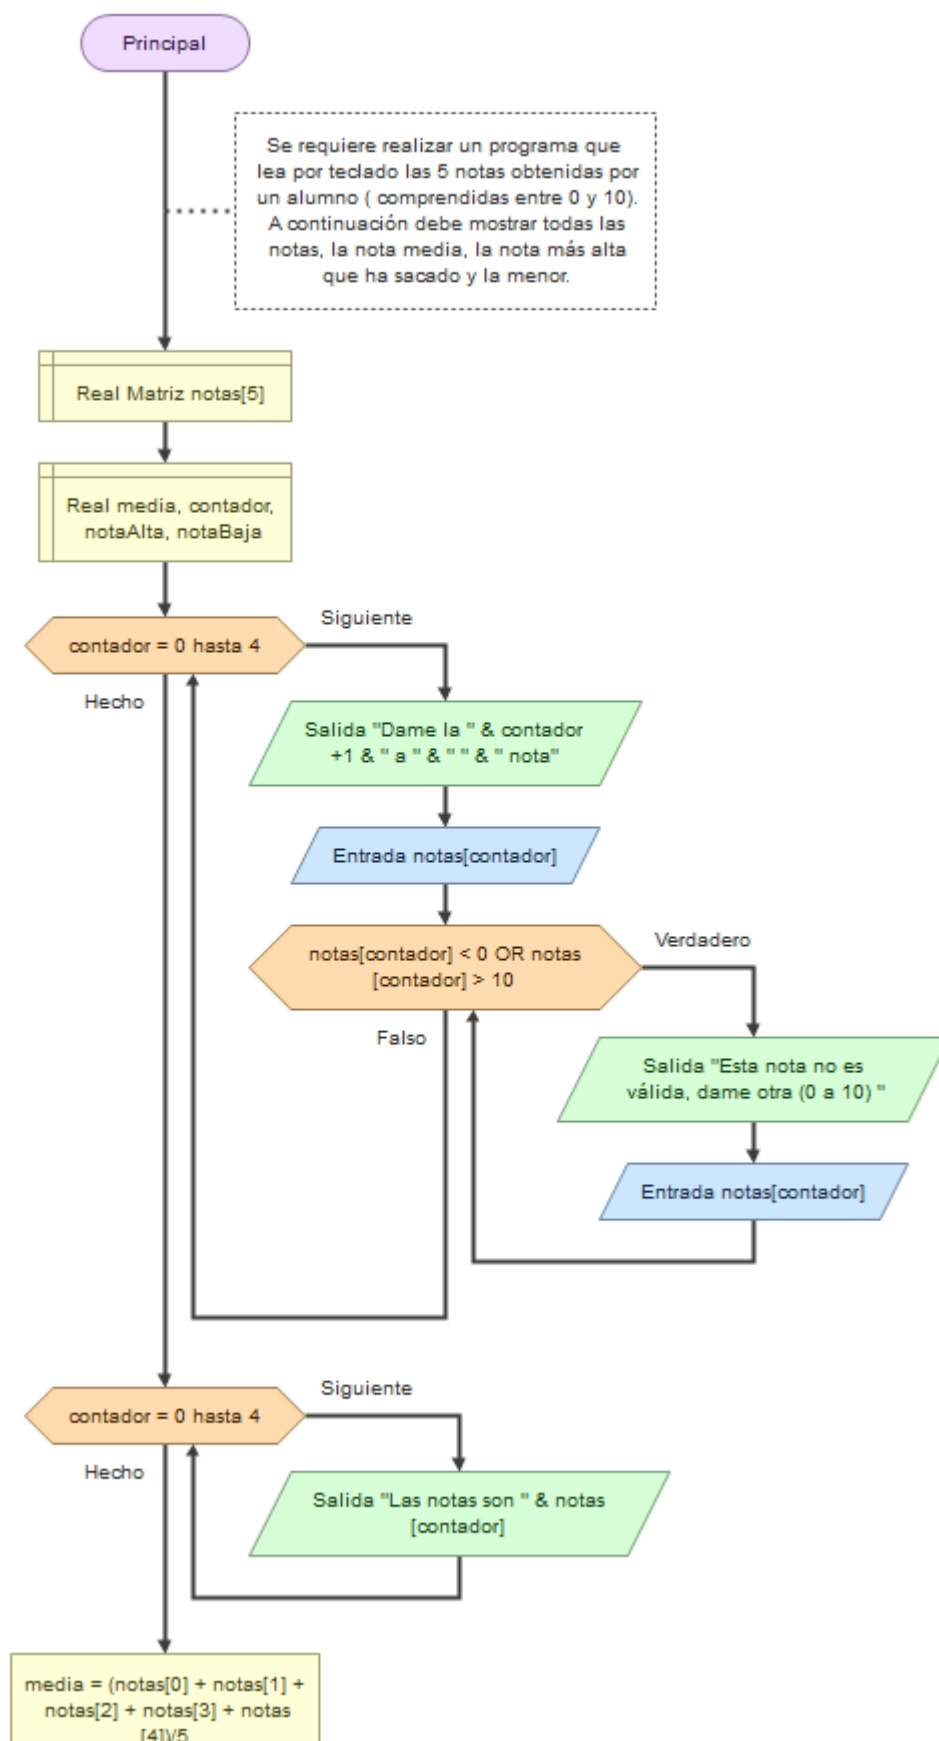 Principal
Se requiere realizar un programa que
lea por teclado las 5 notas obtenidas por
un alumno ( comprendidas entre 0 y 10).
A continuación debe mostrar todas las
notas, la nota media, la nota más alta
que ha sacado y la menor.
Real Matriz notas[5]
Real media, contador,
notaAlta, notaBaja
contador = 0 hasta 4
Siguiente
Hecho
Salida "Dame la " & contador
+1 & " a " & " " & " nota"
Entrada notas[contador]
notas[contador] < 0 OR notas
[contador] > 10
Verdadero
Falso
Salida "Esta nota no es
válida, dame otra (0 a 10) "
Entrada notas[contador]
contador = 0 hasta 4
Siguiente
Hecho
Salida "Las notas son " & notas
[contador]
media = (notas[0] + notas[1] +
notas[2] + notas[3] + notas
[4])/5